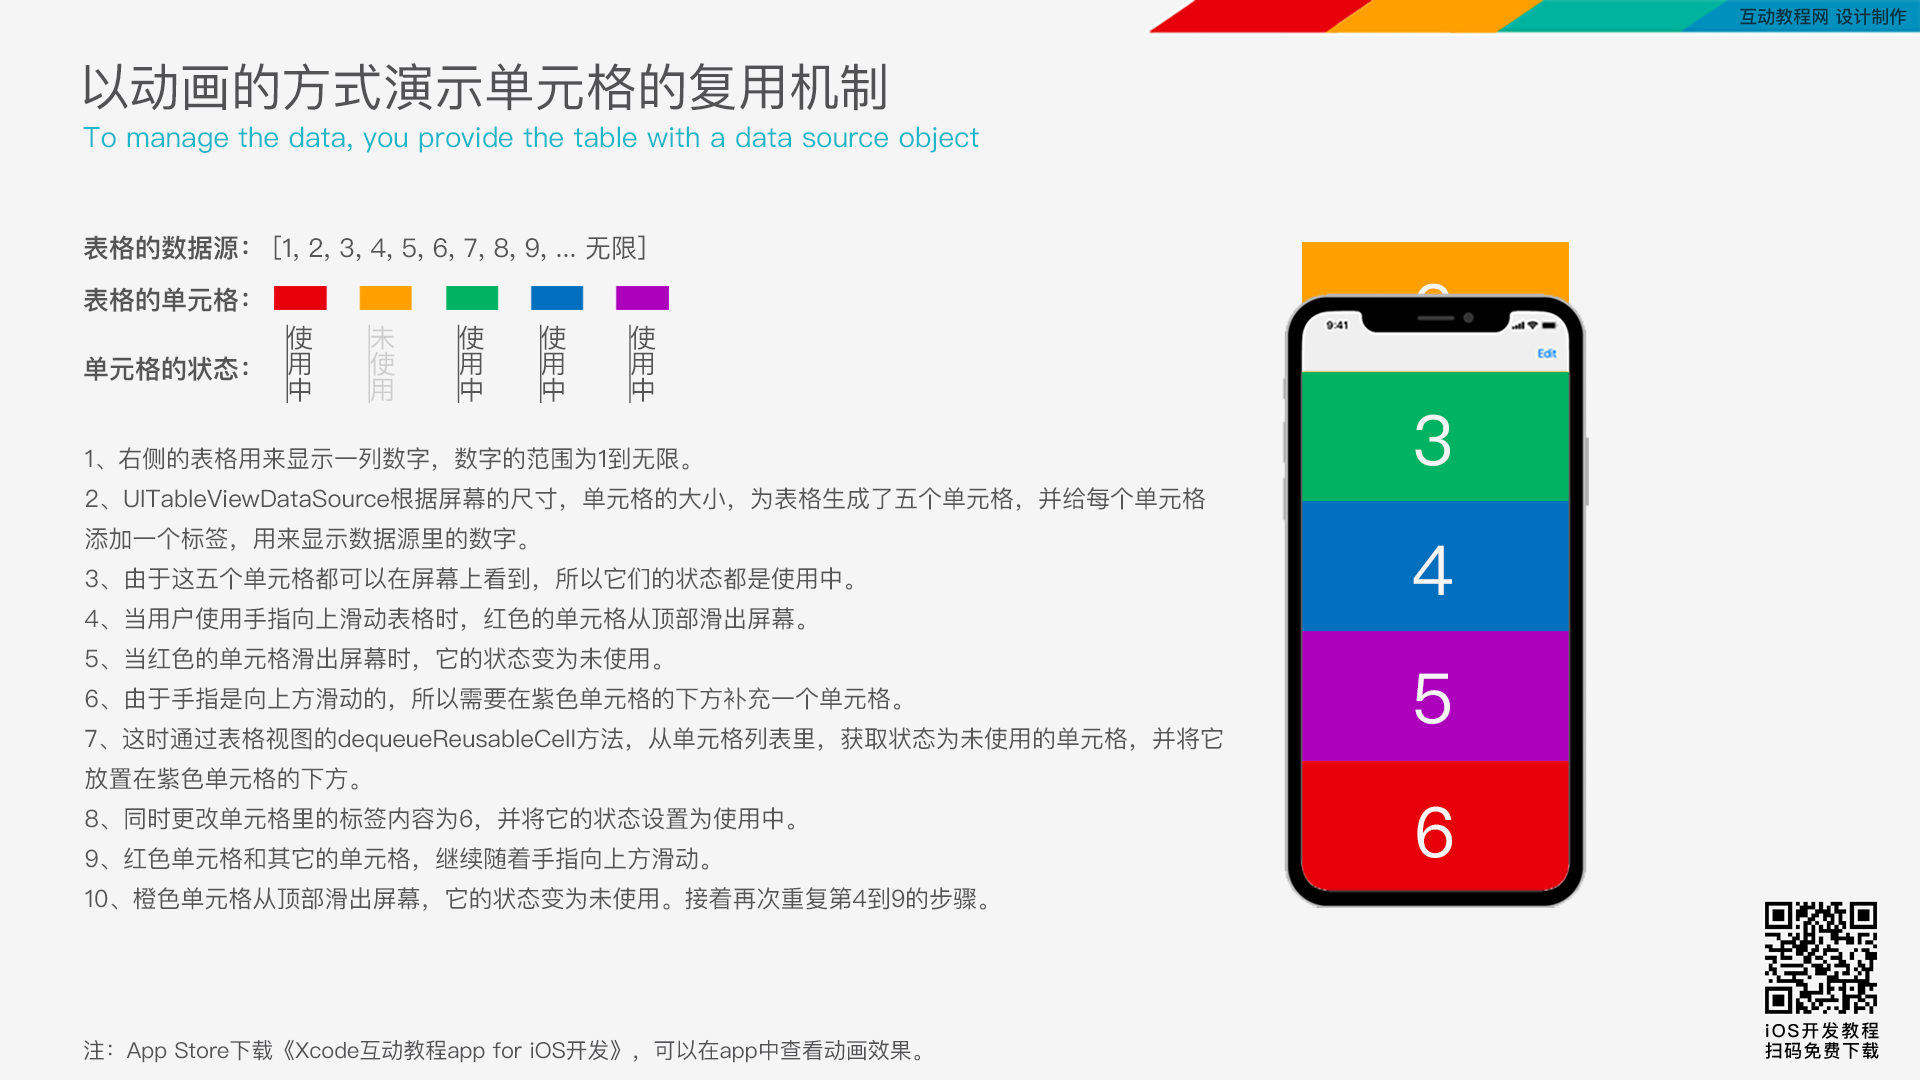 互动教程网 设计制作
以动画的方式演示单元格的复用机制
To manage the data, you provide the table with a data source object
表格的数据源： [1, 2, 3, 4, 5, 6, 7, 8, 9, ... 无限]
表格的单元格：
单元格的状态： 使用中 未使用 使用中 使用中 使用中
1、右侧的表格用来显示一列数字，数字的范围为1到无限。
2、UITableViewDataSource根据屏幕的尺寸，单元格的大小，为表格生成了五个单元格，并给每个单元格
添加一个标签，用来显示数据源里的数字。
3、由于这五个单元格都可以在屏幕上看到，所以它们的状态都是使用中。
4、当用户使用手指向上滑动表格时，红色的单元格从顶部滑出屏幕。
5、当红色的单元格滑出屏幕时，它的状态变为未使用。
6、由于手指是向上方滑动的，所以需要在紫色单元格的下方补充一个单元格。
7、这时通过表格视图的dequeueReusableCell方法，从单元格列表里，获取状态为未使用的单元格，并将它
放置在紫色单元格的下方。
8、同时更改单元格里的标签内容为6，并将它的状态设置为使用中。
9、红色单元格和其它的单元格，继续随着手指向上方滑动。
10、橙色单元格从顶部滑出屏幕，它的状态变为未使用。接着再次重复第4到9的步骤。
注：App Store下载《Xcode互动教程app for iOS开发》，可以在app中查看动画效果。
9:41
Edit
3
4
5
6
iOS开发教程
扫码免费下载